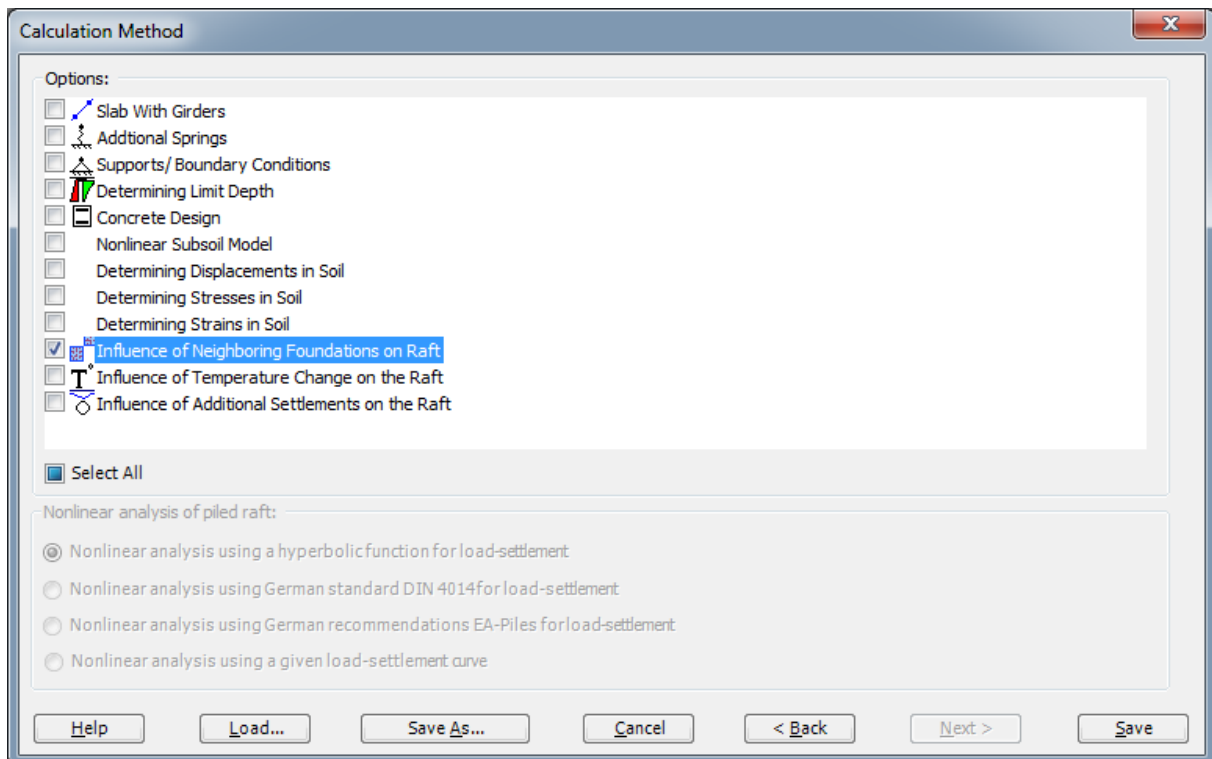 Calculation Method
Options:
Slab With Girders
Addtional Springs
Supports/ Boundary Conditions
Determining Limit Depth
Concrete Design
Nonlinear Subsoil Model
Determining Displacements in Soil
Determining Stresses in Soil
Determining Strains in Soil
Influence of Neighboring Foundations on Raft
Influence of Temperature Change on the Raft
Influence of Additional Settlements on the Raft
Select All
Nonlinear analysis of piled raft:
Nonlinear analysis using a hyperbolic function for load-settlement
Nonlinear analysis using German standard DIN 4014 for load-settlement
Nonlinear analysis using German recommendations EA-Piles for load-settlement
Nonlinear analysis using a given load-settlement curve
Help Load... Save As... Cancel < Back Next > Save